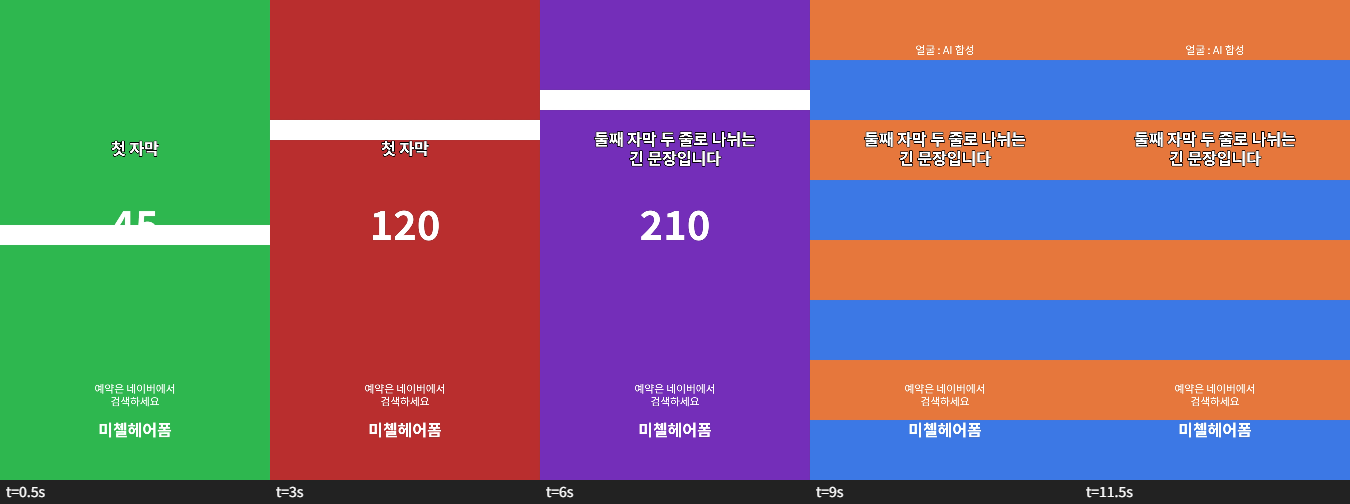 첫 자막
45
예약은 네이버에서
검색하세요
미첼헤어폼
t=0.5s
첫 자막
120
예약은 네이버에서
검색하세요
미첼헤어폼
t=3s
둘째 자막 두 줄로 나뉘는
긴 문장입니다
210
예약은 네이버에서
검색하세요
미첼헤어폼
t=6s
얼굴 : AI 합성
둘째 자막 두 줄로 나뉘는
긴 문장입니다
예약은 네이버에서
검색하세요
미첼헤어폼
t=9s
얼굴 : AI 합성
둘째 자막 두 줄로 나뉘는
긴 문장입니다
예약은 네이버에서
검색하세요
미첼헤어폼
t=11.5s